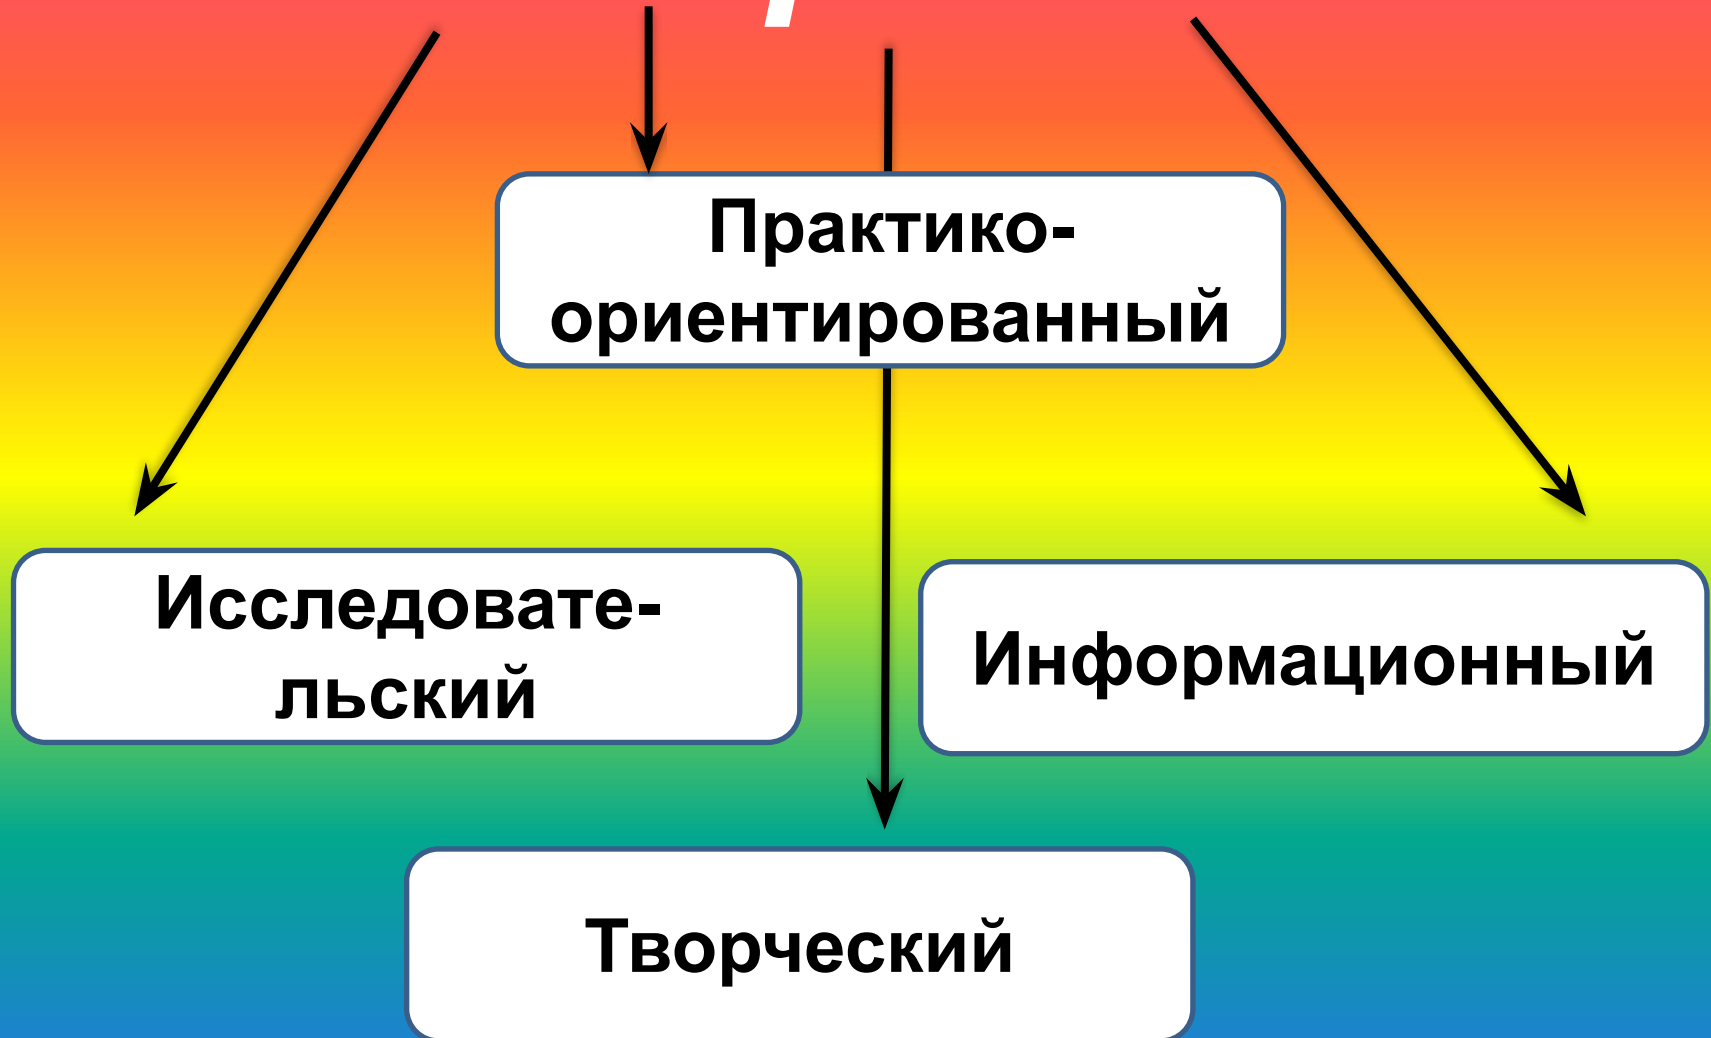 Практико-
ориентированный
Исследовате-
льский
Информационный
Творческий